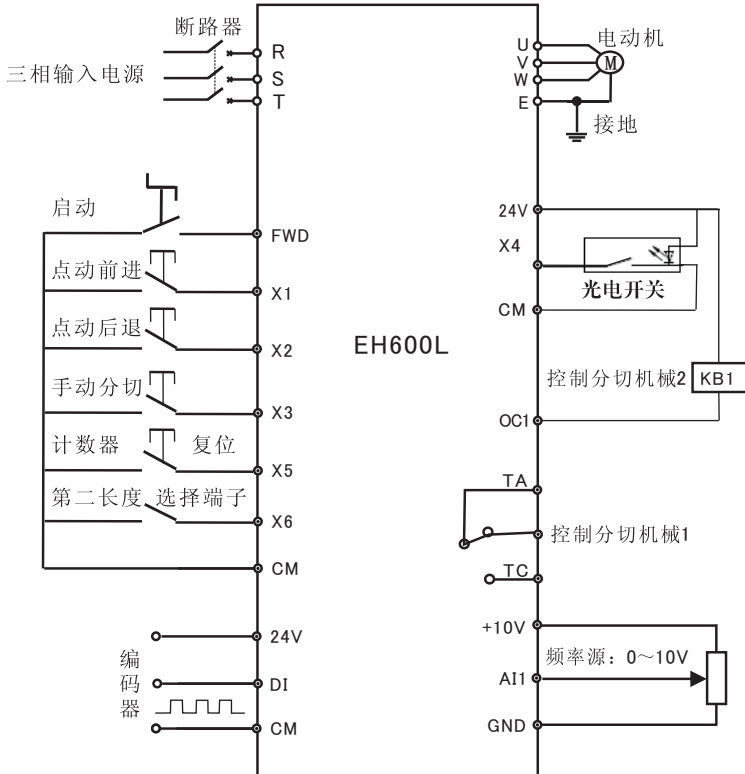 断路器
三相输入电源
R
S
T
启动
FWD
点动前进
X1
点动后退
X2
手动分切
X3
计数器 复位
X5
第二长度 选择端子
X6
CM
编码器
24V
DI
CM
EH600L
U
V
W
E
电动机
M
接地
24V
X4
光电开关
CM
控制分切机械2
KB1
OC1
TA
控制分切机械1
TC
+10V
频率源：0～10V
AI1
GND